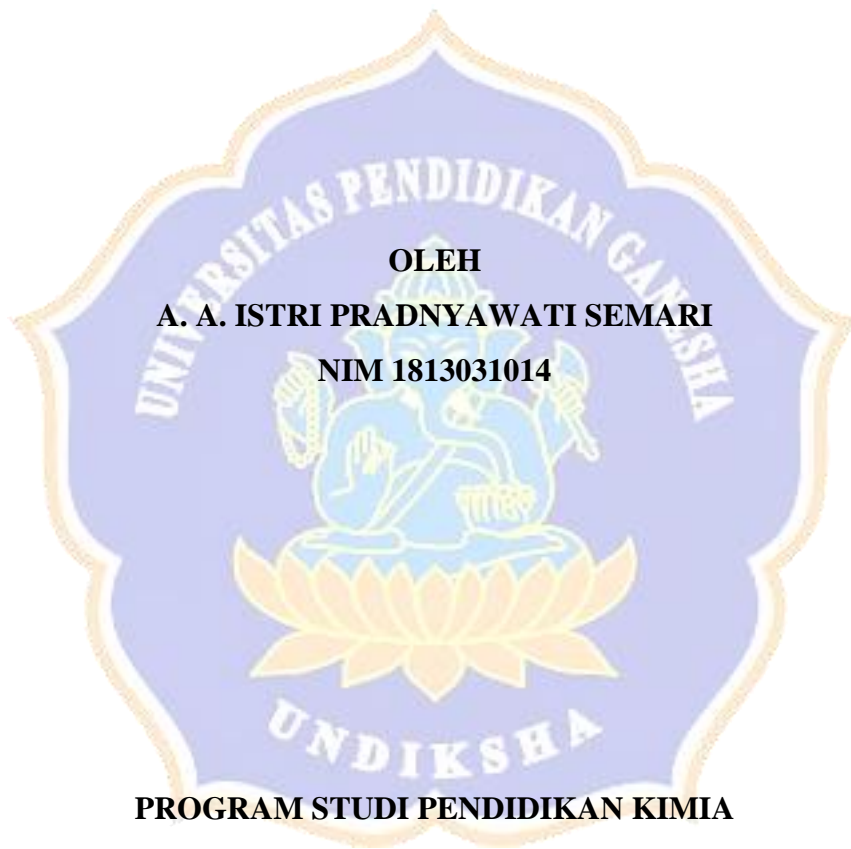 UNIVERSITAS PENDIDIKAN GANESHA
OLEH
A. A. ISTRI PRADNYAWATI SEMARI
NIM 1813031014
UNDIKSHA
PROGRAM STUDI PENDIDIKAN KIMIA